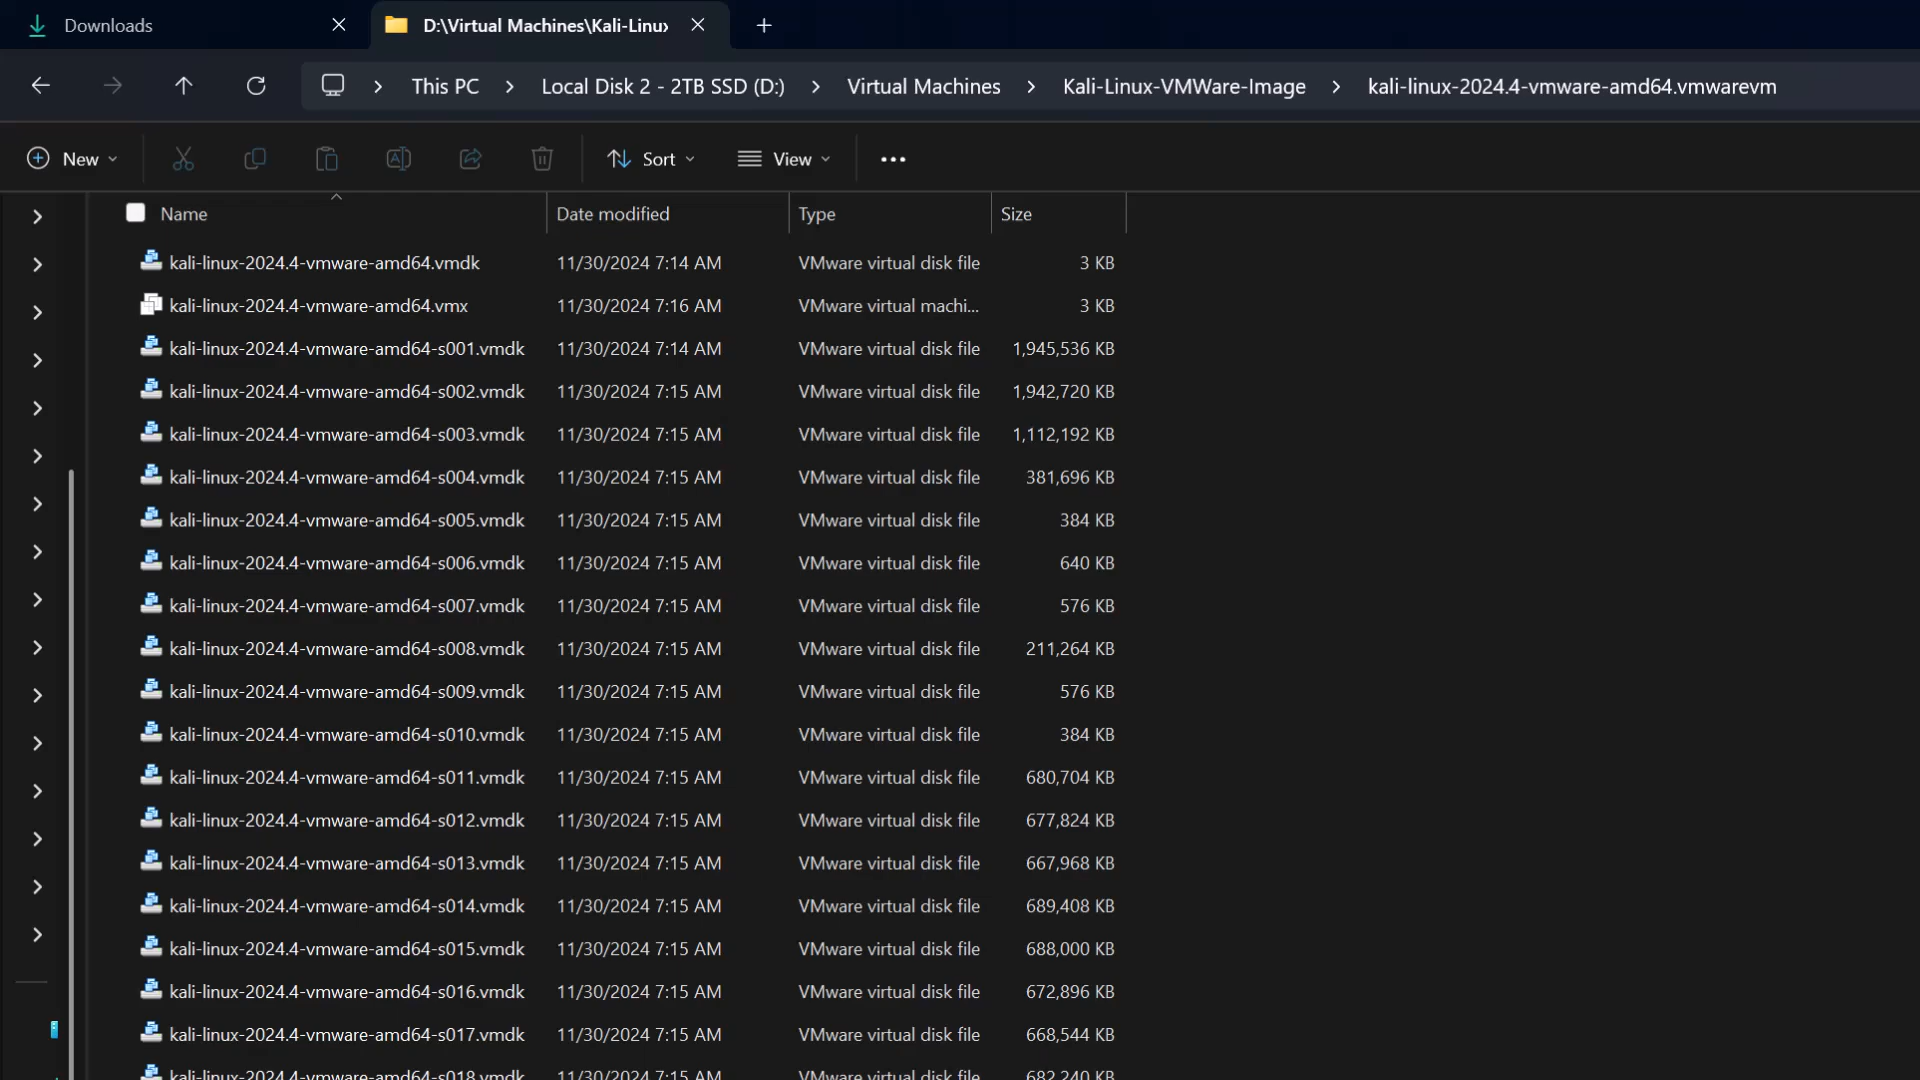 Downloads
D:\Virtual Machines\Kali-Linux
This PC > Local Disk 2 - 2TB SSD (D:) > Virtual Machines > Kali-Linux-VMWare-Image > kali-linux-2024.4-vmware-amd64.vmwarevm
New Sort View
Name Date modified Type Size
kali-linux-2024.4-vmware-amd64.vmdk 11/30/2024 7:14 AM VMware virtual disk file 3 KB
kali-linux-2024.4-vmware-amd64.vmx 11/30/2024 7:16 AM VMware virtual machi... 3 KB
kali-linux-2024.4-vmware-amd64-s001.vmdk 11/30/2024 7:14 AM VMware virtual disk file 1,945,536 KB
kali-linux-2024.4-vmware-amd64-s002.vmdk 11/30/2024 7:15 AM VMware virtual disk file 1,942,720 KB
kali-linux-2024.4-vmware-amd64-s003.vmdk 11/30/2024 7:15 AM VMware virtual disk file 1,112,192 KB
kali-linux-2024.4-vmware-amd64-s004.vmdk 11/30/2024 7:15 AM VMware virtual disk file 381,696 KB
kali-linux-2024.4-vmware-amd64-s005.vmdk 11/30/2024 7:15 AM VMware virtual disk file 384 KB
kali-linux-2024.4-vmware-amd64-s006.vmdk 11/30/2024 7:15 AM VMware virtual disk file 640 KB
kali-linux-2024.4-vmware-amd64-s007.vmdk 11/30/2024 7:15 AM VMware virtual disk file 576 KB
kali-linux-2024.4-vmware-amd64-s008.vmdk 11/30/2024 7:15 AM VMware virtual disk file 211,264 KB
kali-linux-2024.4-vmware-amd64-s009.vmdk 11/30/2024 7:15 AM VMware virtual disk file 576 KB
kali-linux-2024.4-vmware-amd64-s010.vmdk 11/30/2024 7:15 AM VMware virtual disk file 384 KB
kali-linux-2024.4-vmware-amd64-s011.vmdk 11/30/2024 7:15 AM VMware virtual disk file 680,704 KB
kali-linux-2024.4-vmware-amd64-s012.vmdk 11/30/2024 7:15 AM VMware virtual disk file 677,824 KB
kali-linux-2024.4-vmware-amd64-s013.vmdk 11/30/2024 7:15 AM VMware virtual disk file 667,968 KB
kali-linux-2024.4-vmware-amd64-s014.vmdk 11/30/2024 7:15 AM VMware virtual disk file 689,408 KB
kali-linux-2024.4-vmware-amd64-s015.vmdk 11/30/2024 7:15 AM VMware virtual disk file 688,000 KB
kali-linux-2024.4-vmware-amd64-s016.vmdk 11/30/2024 7:15 AM VMware virtual disk file 672,896 KB
kali-linux-2024.4-vmware-amd64-s017.vmdk 11/30/2024 7:15 AM VMware virtual disk file 668,544 KB
kali-linux-2024.4-vmware-amd64-s018.vmdk 11/30/2024 7:15 AM VMware virtual disk file 682,240 KB